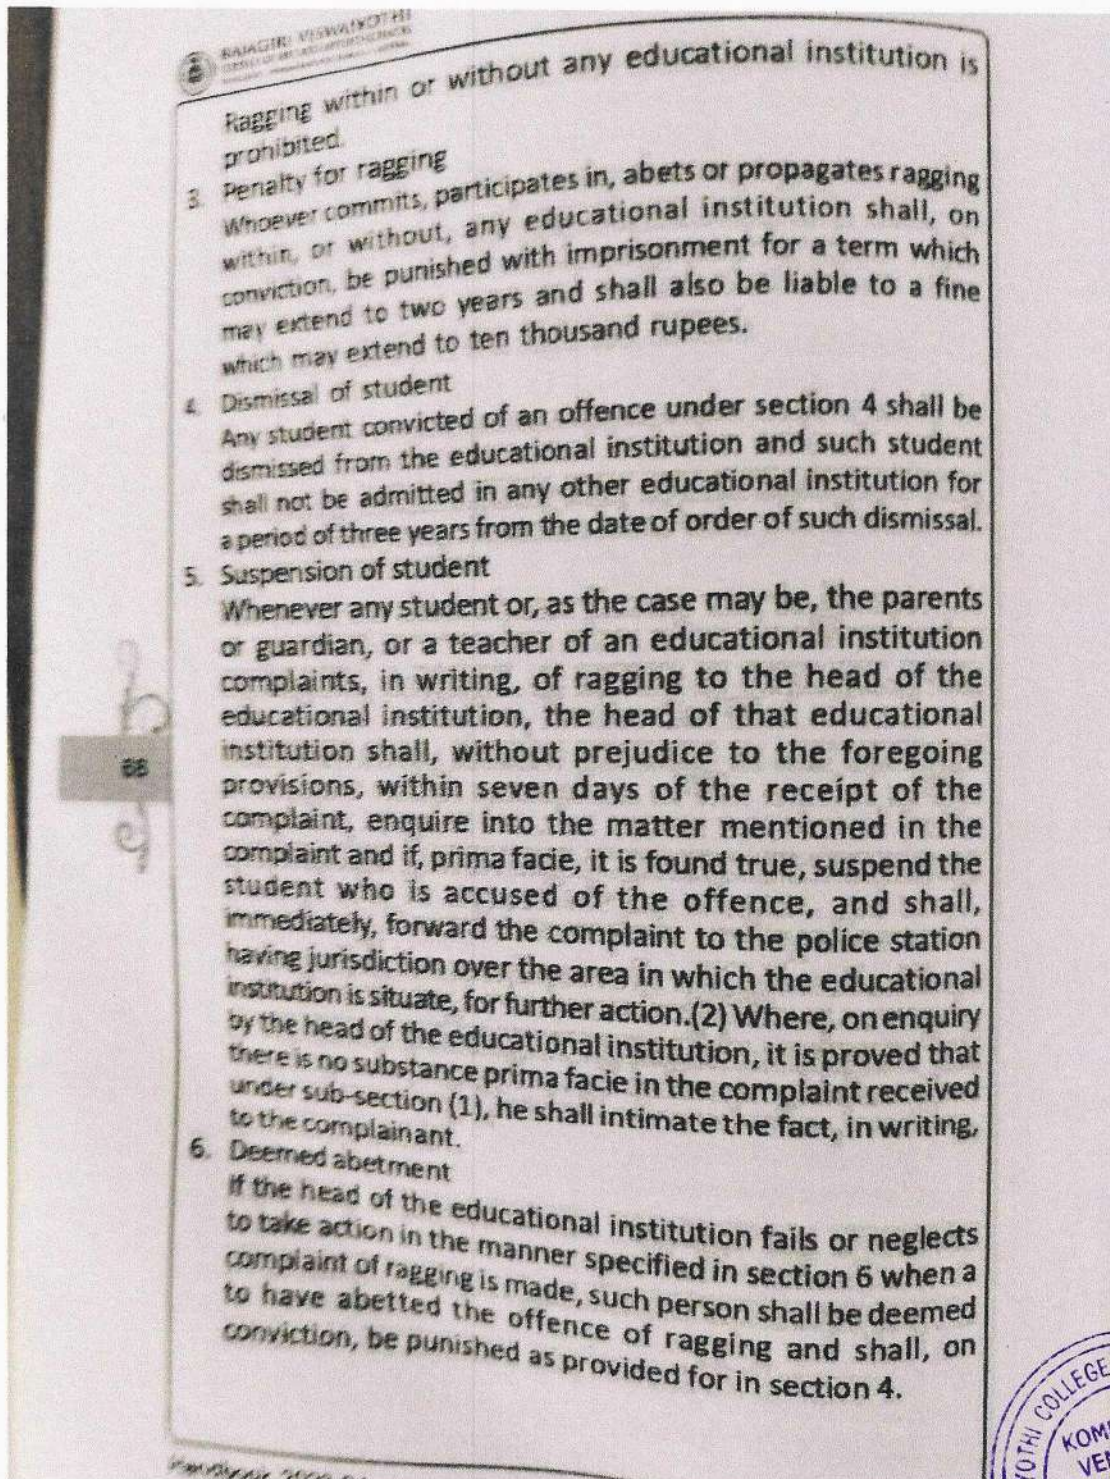 RAJAGIRI VISWAJYOTHI
Ragging within or without any educational institution is
prohibited.
3. Penalty for ragging
Whoever commits, participates in, abets or propagates ragging
within, or without, any educational institution shall, on
conviction, be punished with imprisonment for a term which
may extend to two years and shall also be liable to a fine
which may extend to ten thousand rupees.
4. Dismissal of student
Any student convicted of an offence under section 4 shall be
dismissed from the educational institution and such student
shall not be admitted in any other educational institution for
a period of three years from the date of order of such dismissal.
5. Suspension of student
Whenever any student or, as the case may be, the parents
or guardian, or a teacher of an educational institution
complaints, in writing, of ragging to the head of the
educational institution, the head of that educational
institution shall, without prejudice to the foregoing
provisions, within seven days of the receipt of the
complaint, enquire into the matter mentioned in the
complaint and if, prima facie, it is found true, suspend the
student who is accused of the offence, and shall,
immediately, forward the complaint to the police station
having jurisdiction over the area in which the educational
institution is situate, for further action.(2) Where, on enquiry
by the head of the educational institution, it is proved that
there is no substance prima facie in the complaint received
under sub-section (1), he shall intimate the fact, in writing,
to the complainant.
6. Deemed abetment
If the head of the educational institution fails or neglects
to take action in the manner specified in section 6 when a
complaint of ragging is made, such person shall be deemed
to have abetted the offence of ragging and shall, on
conviction, be punished as provided for in section 4.
OTHI COLLEGE
KOM
VEN